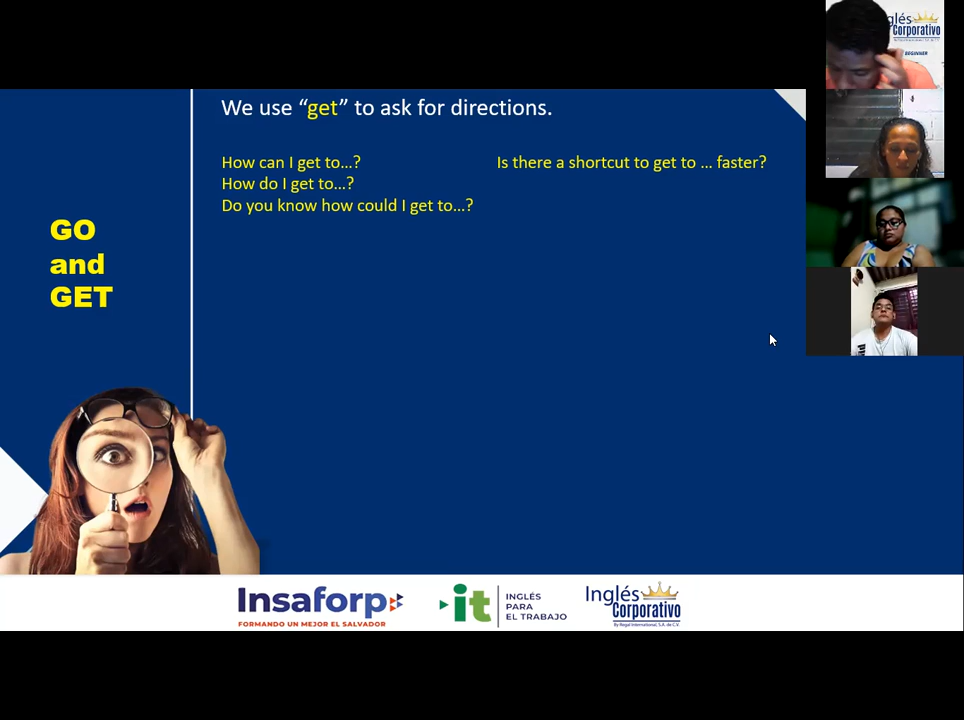 We use “get” to ask for directions.
How can I get to...?
How do I get to...?
Do you know how could I get to...?
Is there a shortcut to get to ... faster?
GO
and
GET
Insaforp
FORMANDO UN MEJOR EL SALVADOR
it
INGLÉS
PARA
EL TRABAJO
Inglés
Corporativo
By Regal International, S.A. de C.V.
glés
Corporativo
BEGINNER